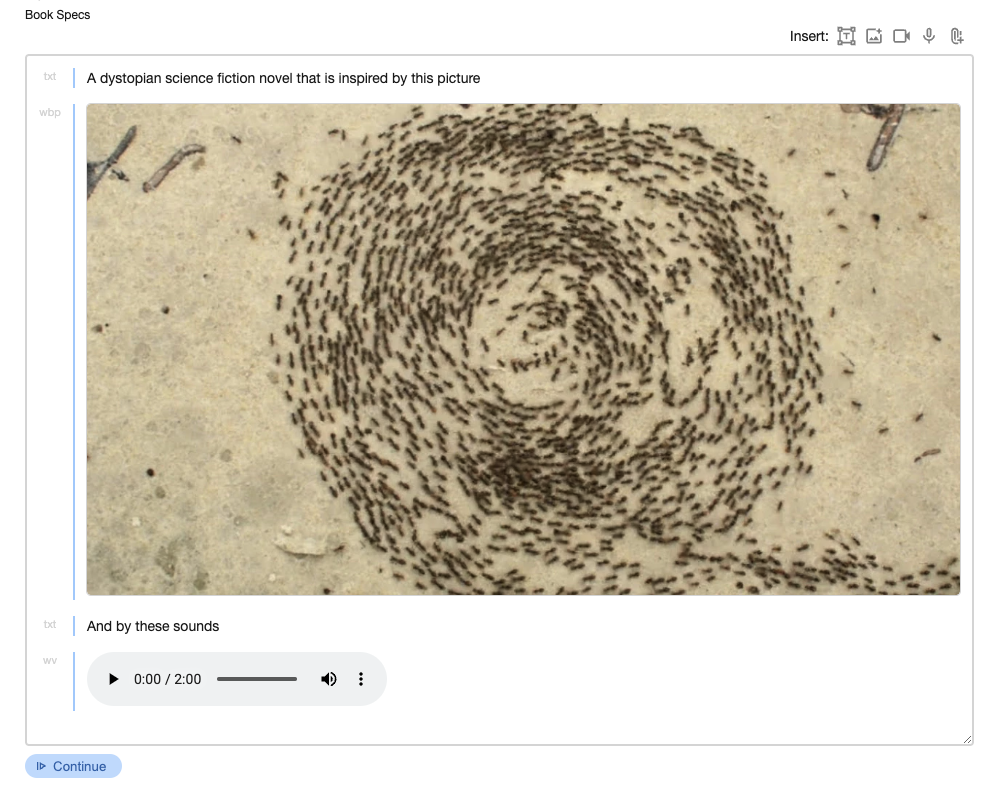 Book Specs
Insert:
txt
A dystopian science fiction novel that is inspired by this picture
wbp
txt
And by these sounds
wv
0:00 / 2:00
Continue